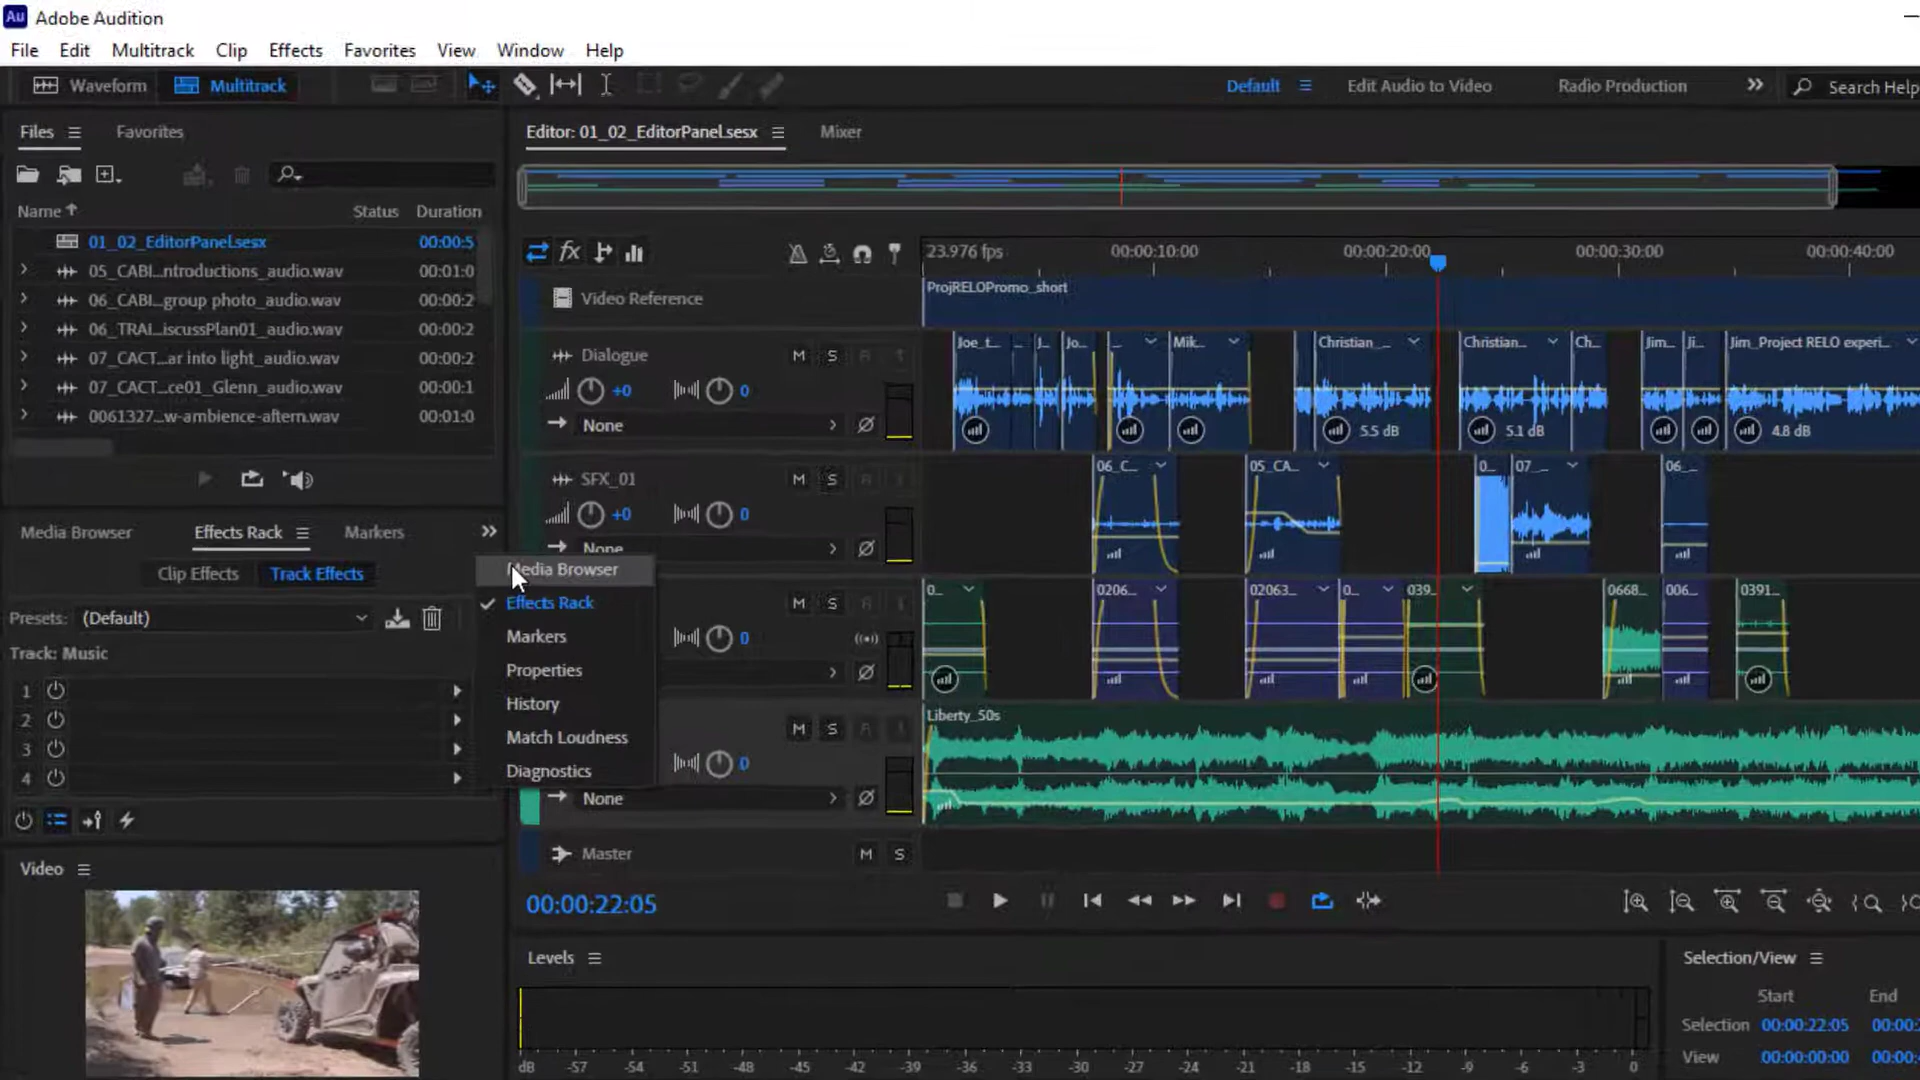 Au Adobe Audition
File Edit Multitrack Clip Effects Favorites View Window Help
Waveform Multitrack Default Edit Audio to Video Radio Production Search Help
Files Favorites
Name Status Duration
01_02_EditorPanel.sesx 00:00:5
05_CABI...ntroductions_audio.wav 00:01:0
06_CABI...group photo_audio.wav 00:00:2
06_TRAI...iscussPlan01_audio.wav 00:00:2
07_CACT...ar into light_audio.wav 00:00:2
07_CACT...ce01_Glenn_audio.wav 00:00:1
0061327...w-ambience-aftern.wav 00:01:0
Media Browser Effects Rack Markers
Clip Effects Track Effects
Presets: (Default)
Track: Music
1
2
3
4
Media Browser
Effects Rack
Markers
Properties
History
Match Loudness
Diagnostics
Video
Editor: 01_02_EditorPanel.sesx Mixer
fx 23.976 fps 00:00:10:00 00:00:20:00 00:00:30:00 00:00:40:00
Video Reference ProjRELOPromo_short
Dialogue M S R I
Joe_t... ... J... Jo... ... Mik... Christian_... Christian... Ch... Jim... Ji... Jim_Project RELO experi...
+0 0
None 5.5 dB 5.1 dB 4.8 dB
SFX_01 M S R I
06_C... 05_CA... 0... 07_... 06_...
+0 0
None
M S R I
0... 0206... 02063... 0... 039... 0668... 006... 0391...
0
M S R I
Liberty_50s
0
None
Master M S
00:00:22:05
Levels
dB -57 -54 -51 -48 -45 -42 -39 -36 -33 -30 -27 -24 -21 -18 -15 -12 -9 -6 -3 0
Selection/View
Start End
Selection 00:00:22:05 00:00:
View 00:00:00:00 00:00: